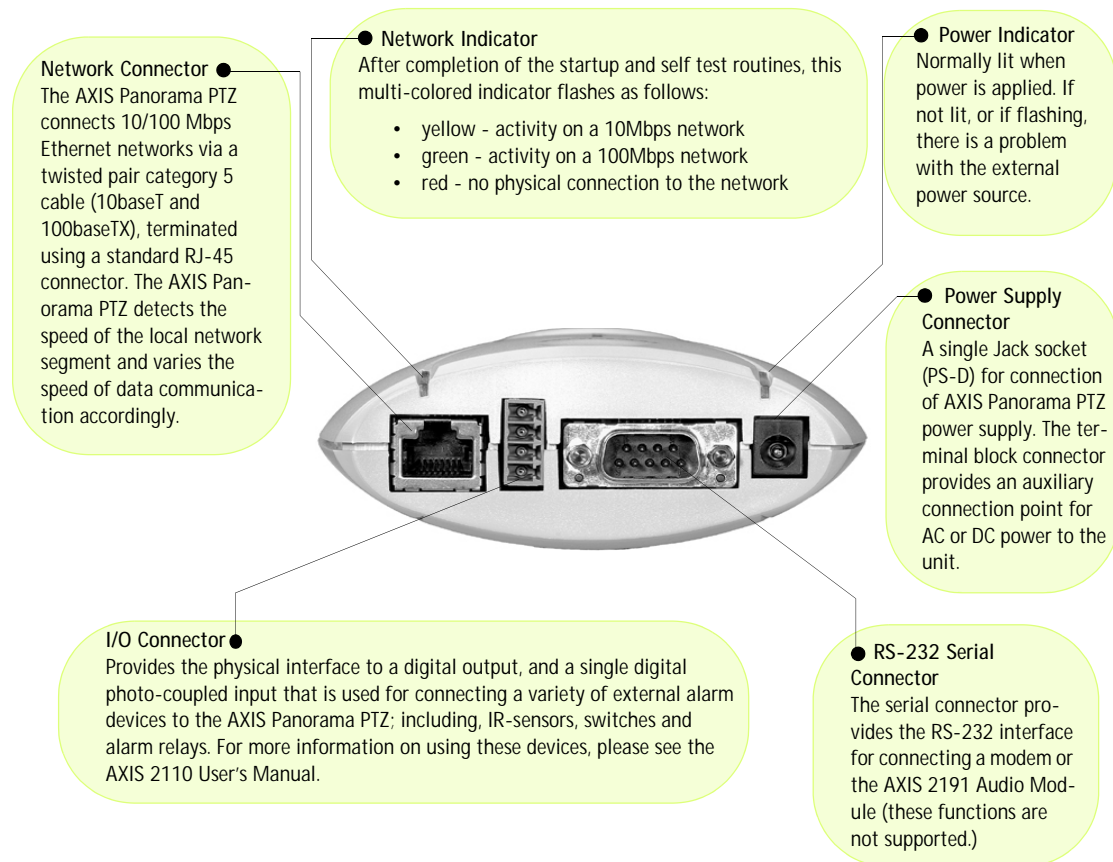 Network Connector
The AXIS Panorama PTZ
connects 10/100 Mbps
Ethernet networks via a
twisted pair category 5
cable (10baseT and
100baseTX), terminated
using a standard RJ-45
connector. The AXIS Pan-
orama PTZ detects the
speed of the local network
segment and varies the
speed of data communica-
tion accordingly.
Network Indicator
After completion of the startup and self test routines, this
multi-colored indicator flashes as follows:
• yellow - activity on a 10Mbps network
• green - activity on a 100Mbps network
• red - no physical connection to the network
Power Indicator
Normally lit when
power is applied. If
not lit, or if flashing,
there is a problem
with the external
power source.
Power Supply
Connector
A single Jack socket
(PS-D) for connection
of AXIS Panorama PTZ
power supply. The ter-
minal block connector
provides an auxiliary
connection point for
AC or DC power to the
unit.
I/O Connector
Provides the physical interface to a digital output, and a single digital
photo-coupled input that is used for connecting a variety of external alarm
devices to the AXIS Panorama PTZ; including, IR-sensors, switches and
alarm relays. For more information on using these devices, please see the
AXIS 2110 User's Manual.
RS-232 Serial
Connector
The serial connector pro-
vides the RS-232 interface
for connecting a modem or
the AXIS 2191 Audio Mod-
ule (these functions are
not supported.)